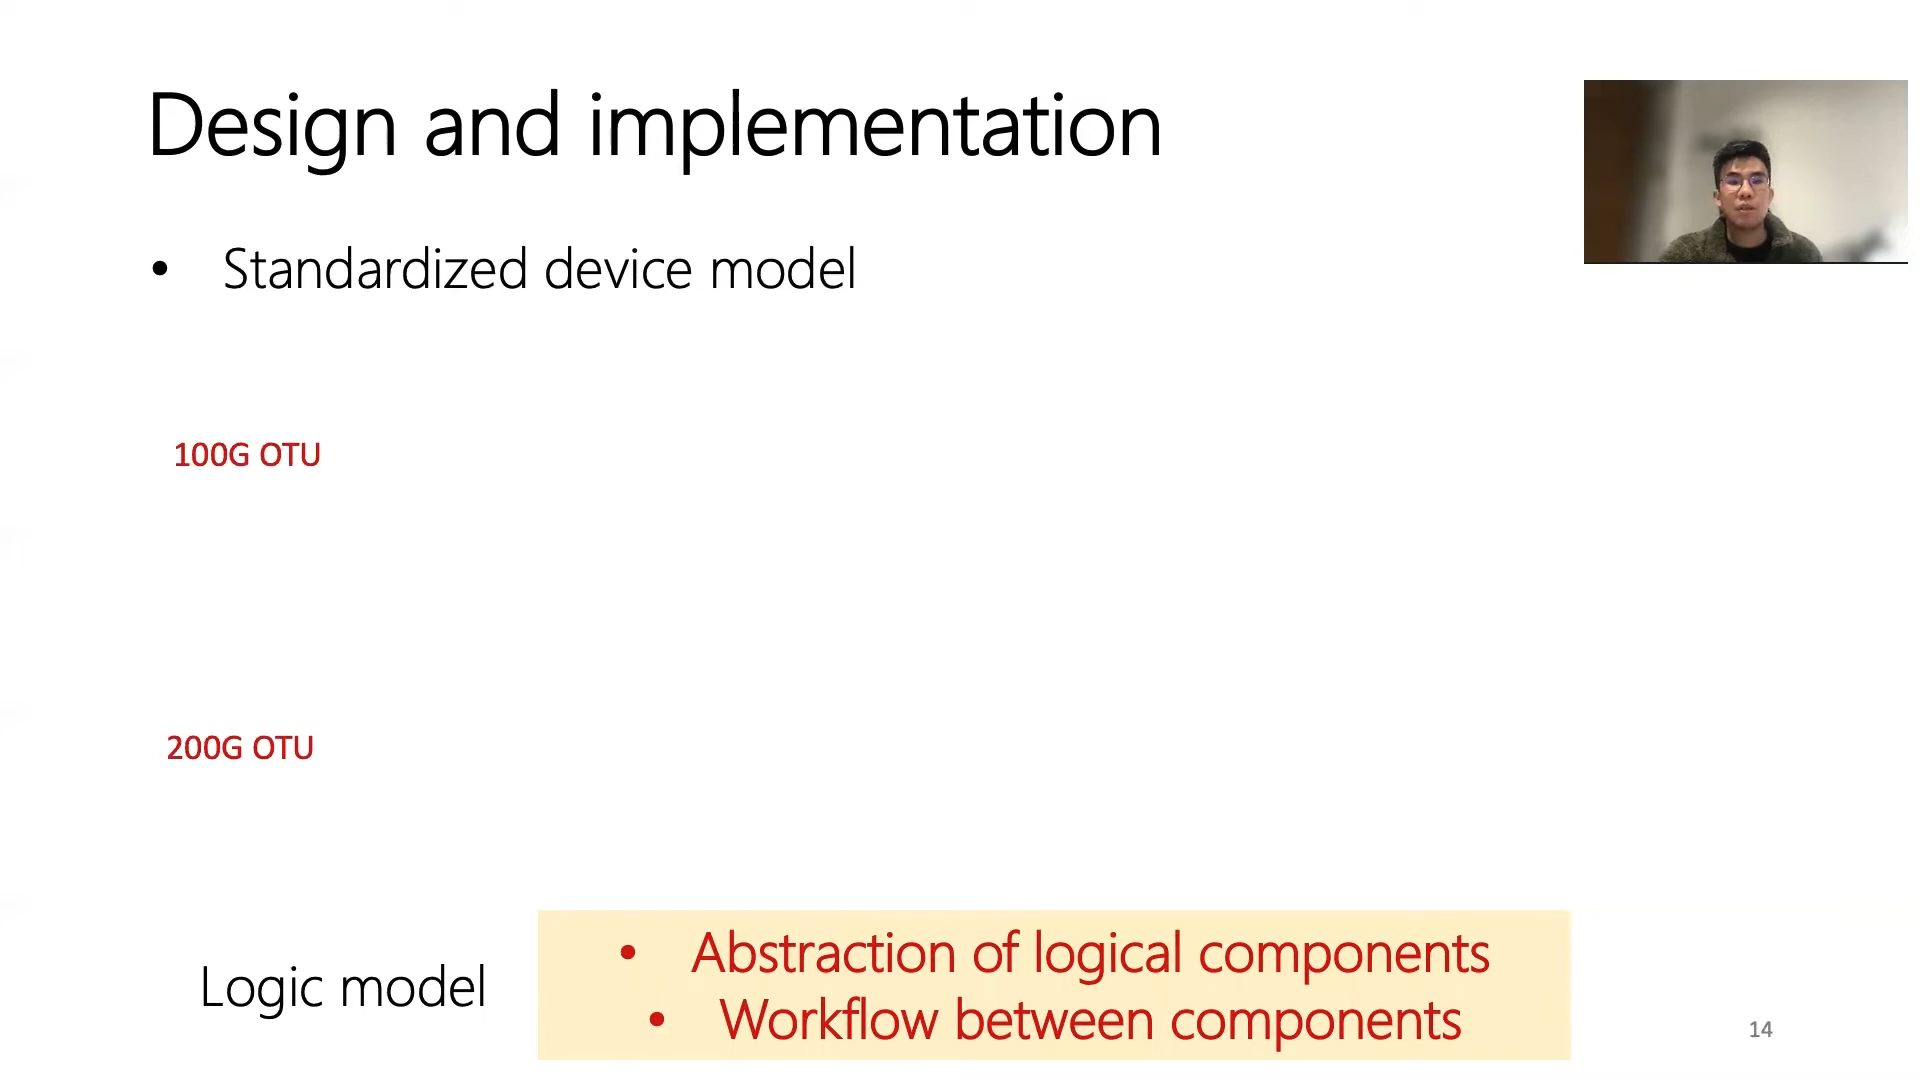 Design and implementation
• Standardized device model
100G OTU
200G OTU
Logic model
• Abstraction of logical components
• Workflow between components
14